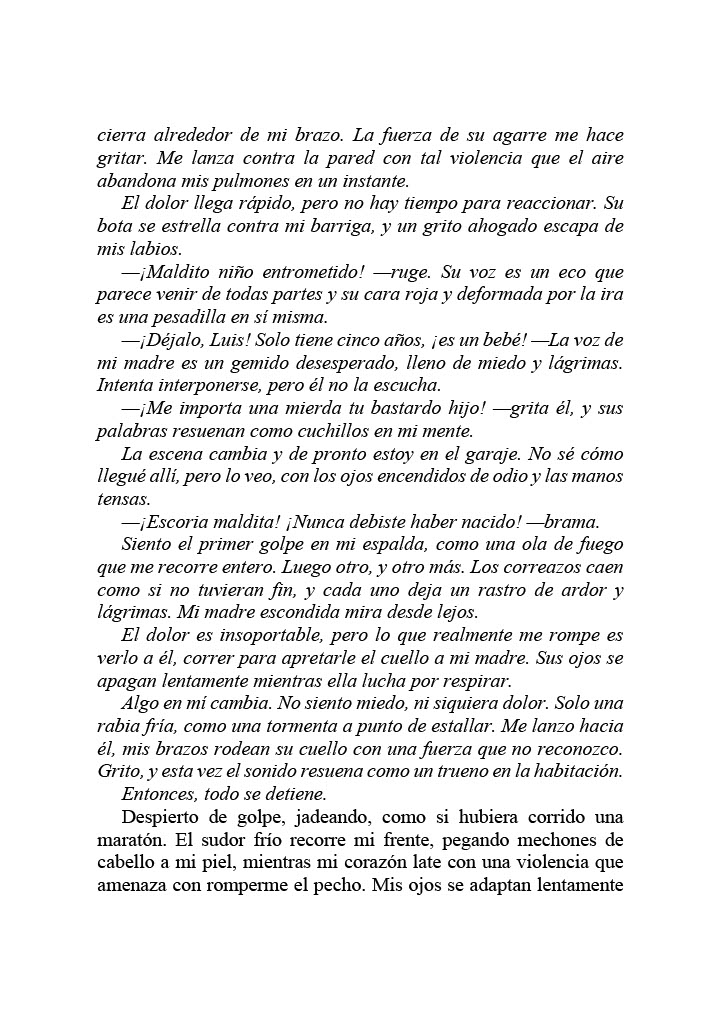 cierra alrededor de mi brazo. La fuerza de su agarre me hace
gritar. Me lanza contra la pared con tal violencia que el aire
abandona mis pulmones en un instante.
El dolor llega rápido, pero no hay tiempo para reaccionar. Su
bota se estrella contra mi barriga, y un grito ahogado escapa de
mis labios.
—¡Maldito niño entrometido! —ruge. Su voz es un eco que
parece venir de todas partes y su cara roja y deformada por la ira
es una pesadilla en sí misma.
—¡Déjalo, Luis! Solo tiene cinco años, ¡es un bebé! —La voz de
mi madre es un gemido desesperado, lleno de miedo y lágrimas.
Intenta interponerse, pero él no la escucha.
—¡Me importa una mierda tu bastardo hijo! —grita él, y sus
palabras resuenan como cuchillos en mi mente.
La escena cambia y de pronto estoy en el garaje. No sé cómo
llegué allí, pero lo veo, con los ojos encendidos de odio y las manos
tensas.
—¡Escoria maldita! ¡Nunca debiste haber nacido! —brama.
Siento el primer golpe en mi espalda, como una ola de fuego
que me recorre entero. Luego otro, y otro más. Los correazos caen
como si no tuvieran fin, y cada uno deja un rastro de ardor y
lágrimas. Mi madre escondida mira desde lejos.
El dolor es insoportable, pero lo que realmente me rompe es
verlo a él, correr para apretarle el cuello a mi madre. Sus ojos se
apagan lentamente mientras ella lucha por respirar.
Algo en mí cambia. No siento miedo, ni siquiera dolor. Solo una
rabia fría, como una tormenta a punto de estallar. Me lanzo hacia
él, mis brazos rodean su cuello con una fuerza que no reconozco.
Grito, y esta vez el sonido resuena como un trueno en la habitación.
Entonces, todo se detiene.
Despierto de golpe, jadeando, como si hubiera corrido una
maratón. El sudor frío recorre mi frente, pegando mechones de
cabello a mi piel, mientras mi corazón late con una violencia que
amenaza con romperme el pecho. Mis ojos se adaptan lentamente